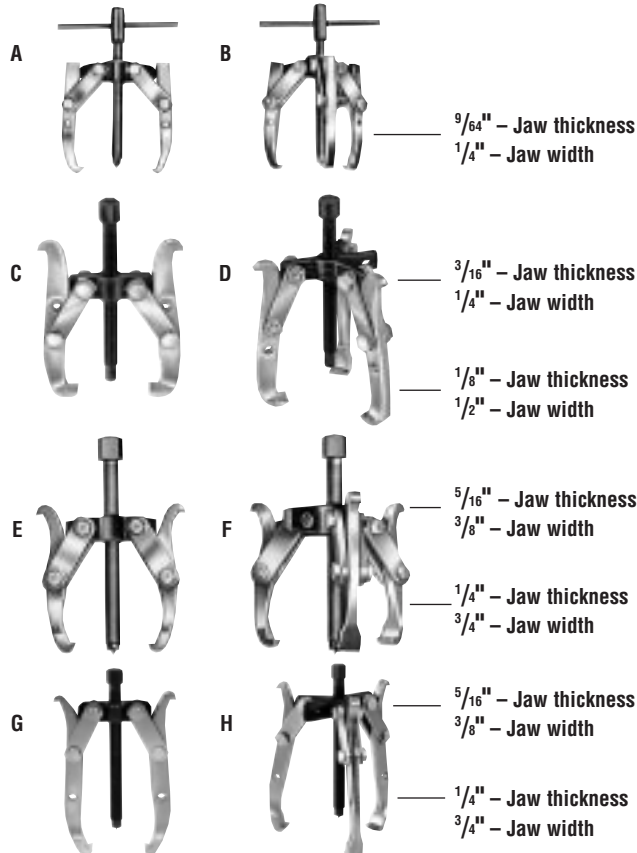 A
B
9/64" – Jaw thickness
1/4" – Jaw width
C
D
3/16" – Jaw thickness
1/4" – Jaw width
1/8" – Jaw thickness
1/2" – Jaw width
E
F
5/16" – Jaw thickness
3/8" – Jaw width
1/4" – Jaw thickness
3/4" – Jaw width
G
H
5/16" – Jaw thickness
3/8" – Jaw width
1/4" – Jaw thickness
3/4" – Jaw width